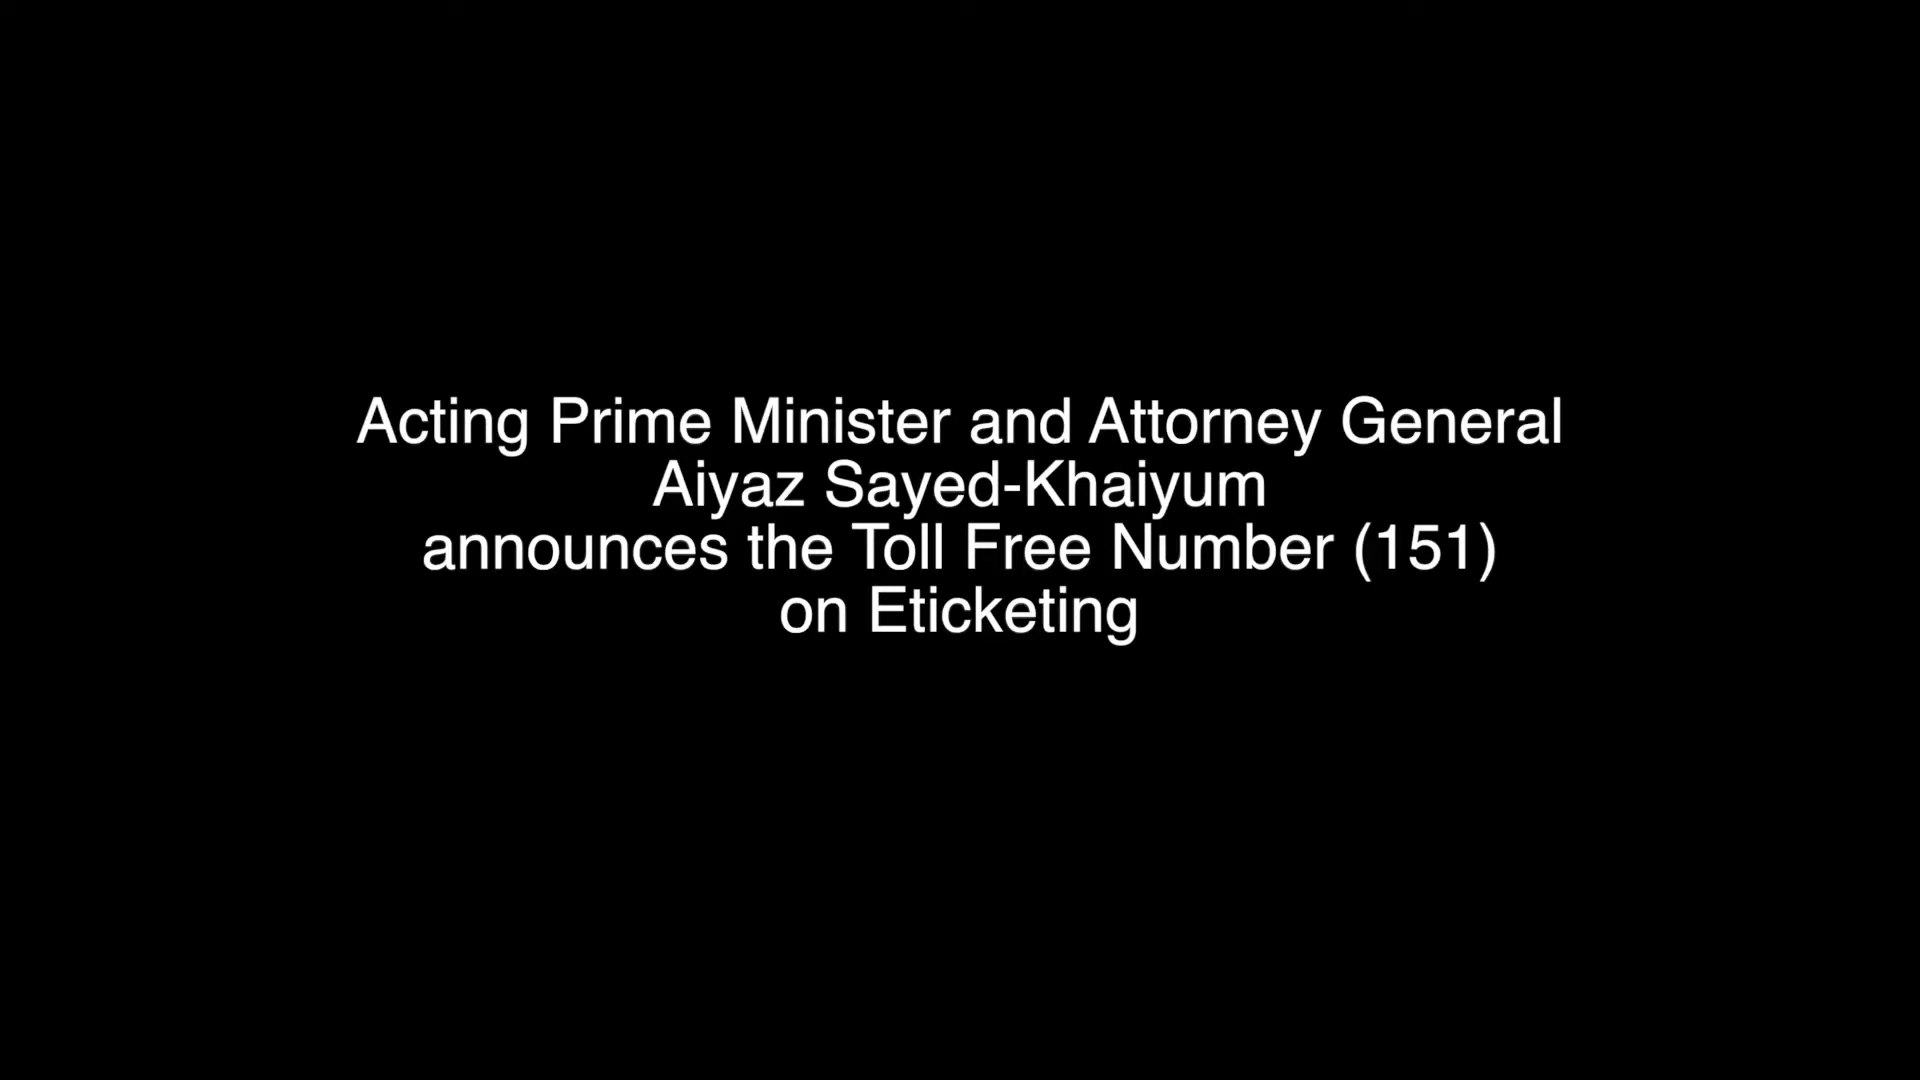 Acting Prime Minister and Attorney General
Aiyaz Sayed-Khaiyum
announces the Toll Free Number (151)
on Eticketing